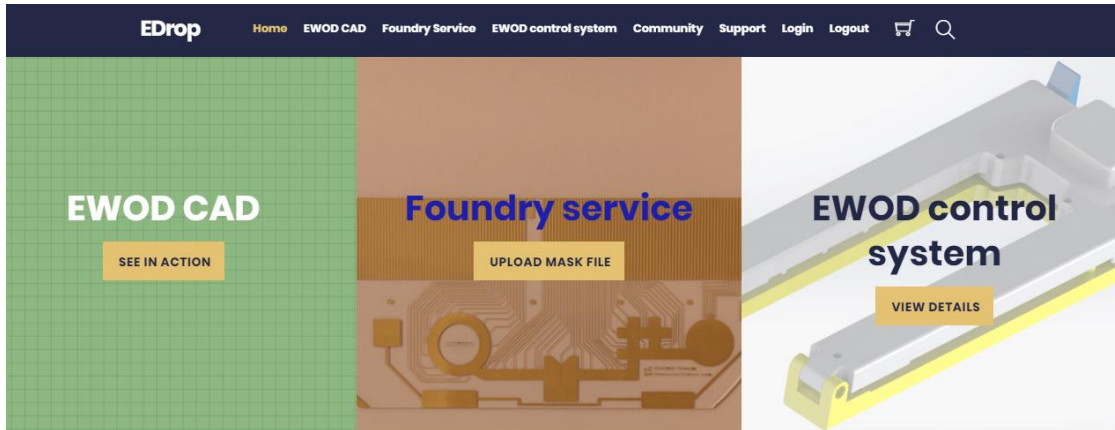 EDrop
Home EWOD CAD Foundry Service EWOD control system Community Support Login Logout
EWOD CAD
SEE IN ACTION
Foundry service
UPLOAD MASK FILE
EWOD control
system
VIEW DETAILS